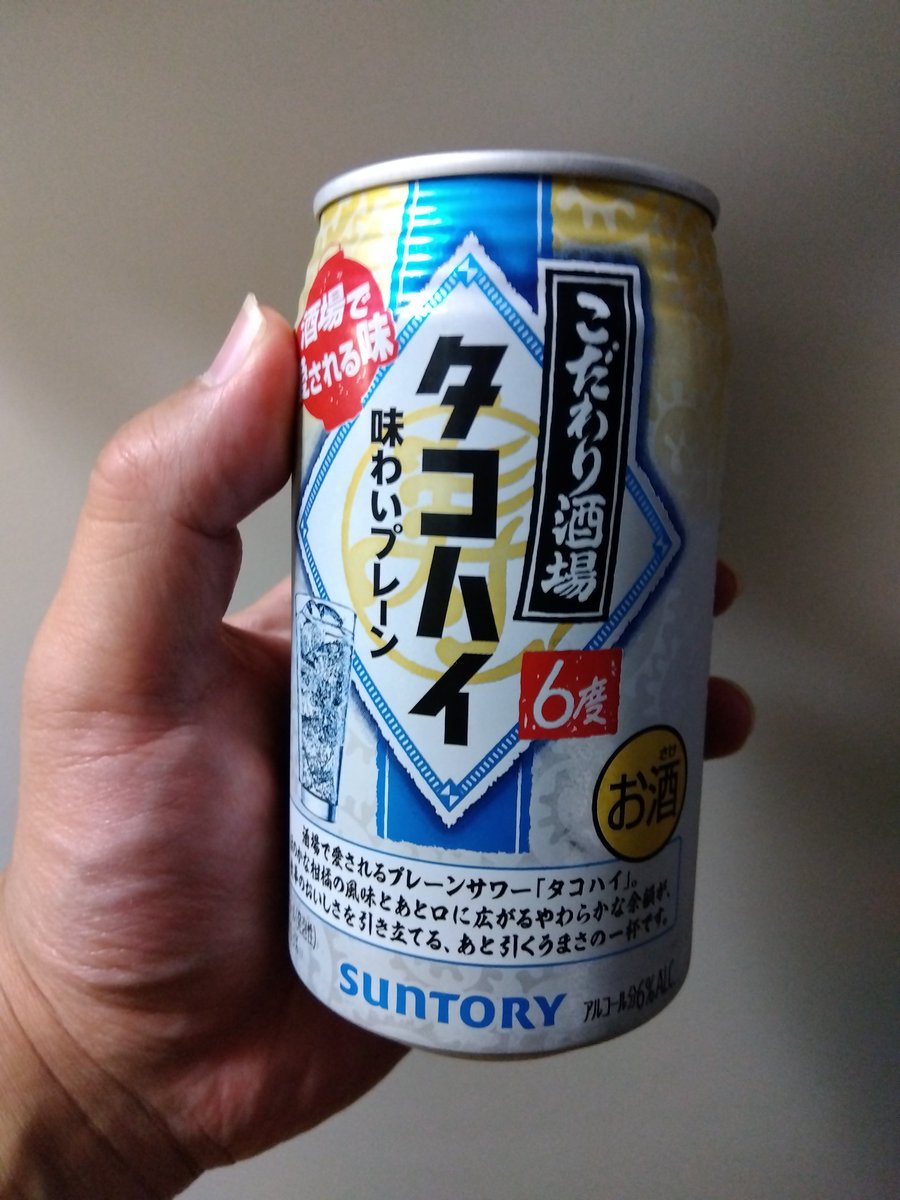 こだわり酒場
タコハイ
味わいプレーン
酒場で
される味
6度
さけ
お酒
酒場で愛されるプレーンサワー「タコハイ」。
かな柑橘の風味とあと口に広がるやわらかな余韻が、
のおいしさを引き立てる、あと引くうまさの一杯です。
SUNTORY
アルコール分6%ALC.